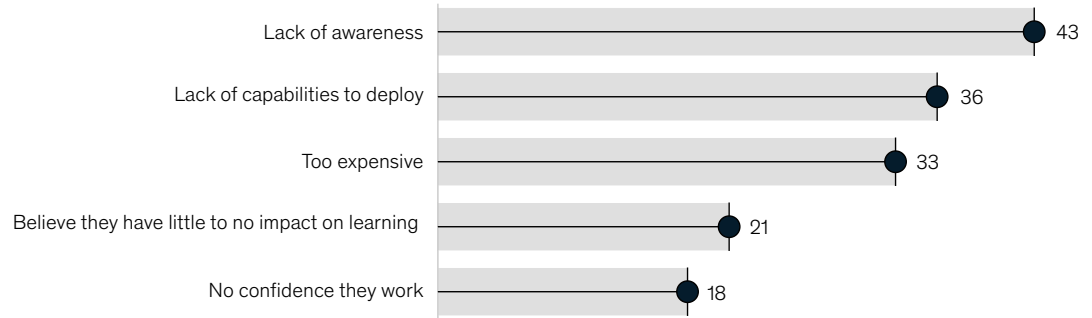 Lack of awareness 43
Lack of capabilities to deploy 36
Too expensive 33
Believe they have little to no impact on learning 21
No confidence they work 18